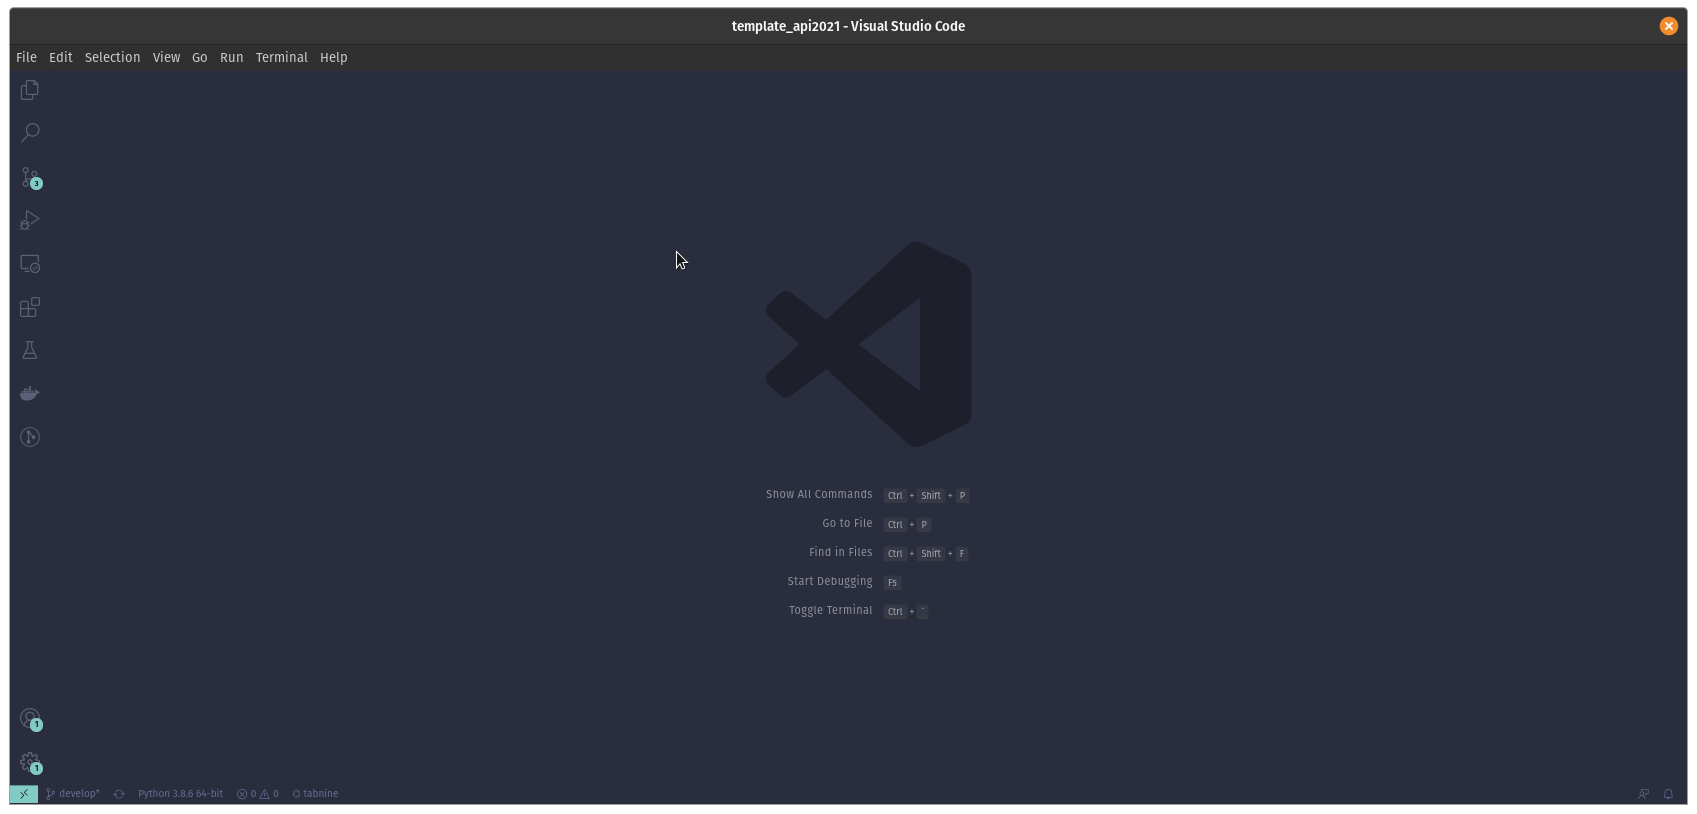 template_api2021 - Visual Studio Code
File Edit Selection View Go Run Terminal Help
3
Show All Commands Ctrl + Shift + P
Go to File Ctrl + P
Find in Files Ctrl + Shift + F
Start Debugging F5
Toggle Terminal Ctrl + `
1
1
develop* Python 3.8.6 64-bit 0 0 tabnine